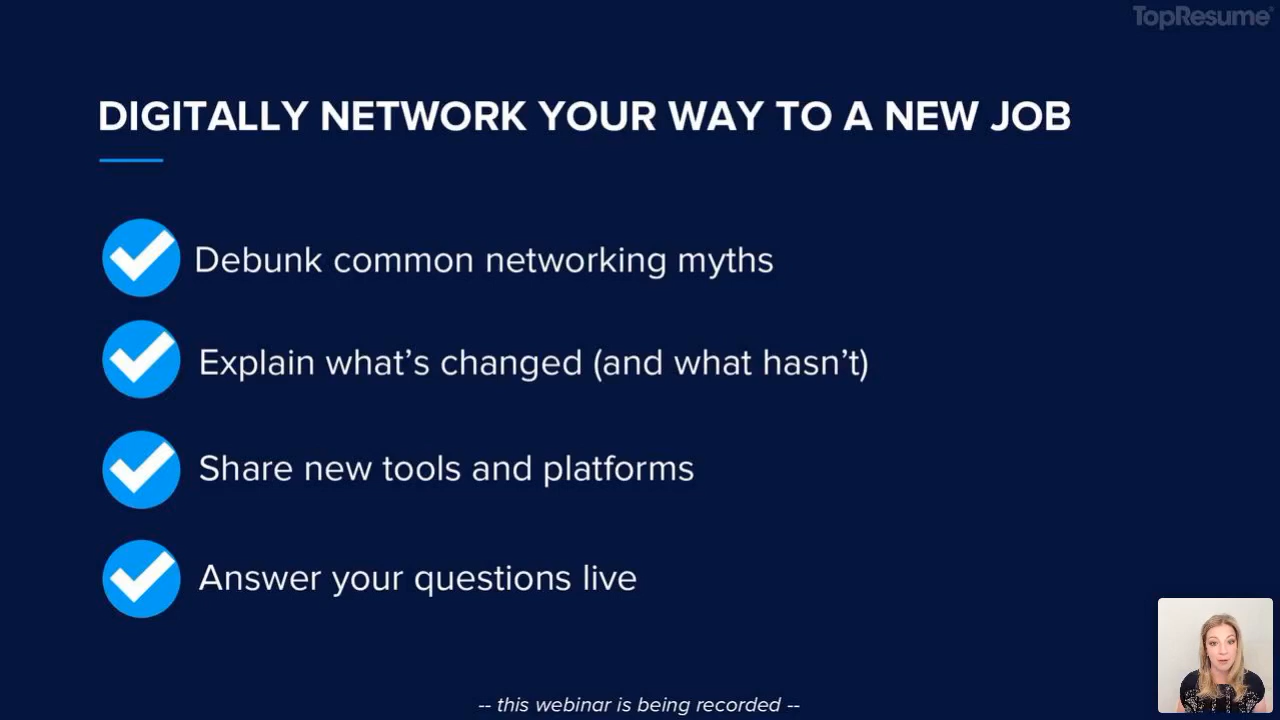 TopResume®
DIGITALLY NETWORK YOUR WAY TO A NEW JOB
Debunk common networking myths
Explain what’s changed (and what hasn’t)
Share new tools and platforms
Answer your questions live
-- this webinar is being recorded --